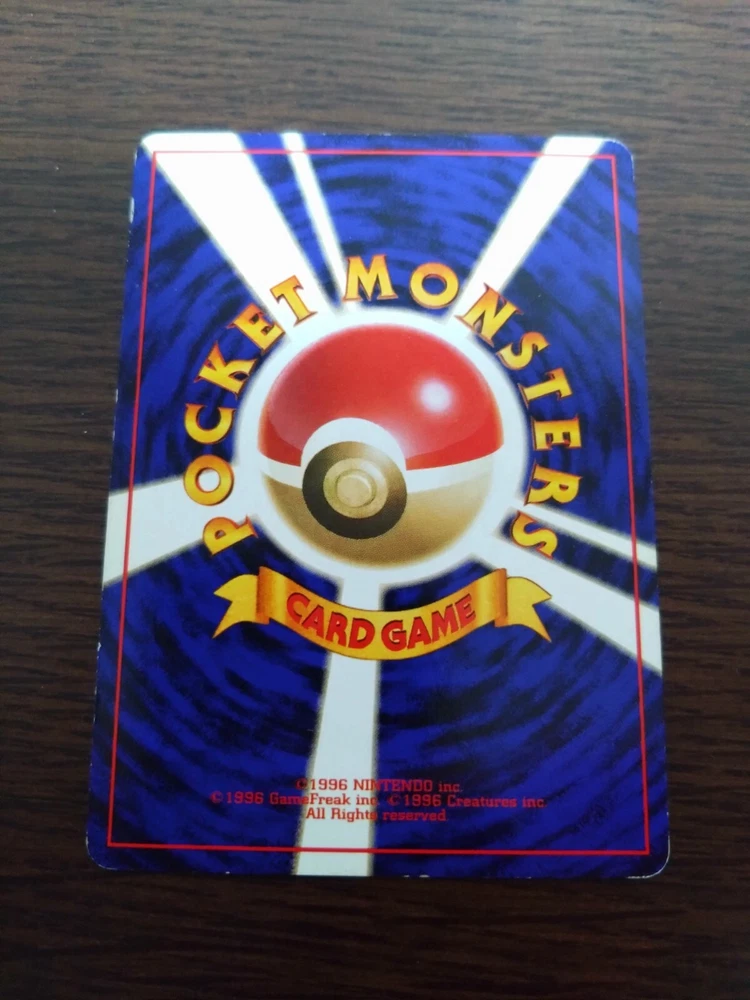 POCKET MONSTERS
CARD GAME
©1996 NINTENDO inc.
©1996 GameFreak inc. ©1996 Creatures inc.
All Rights reserved.